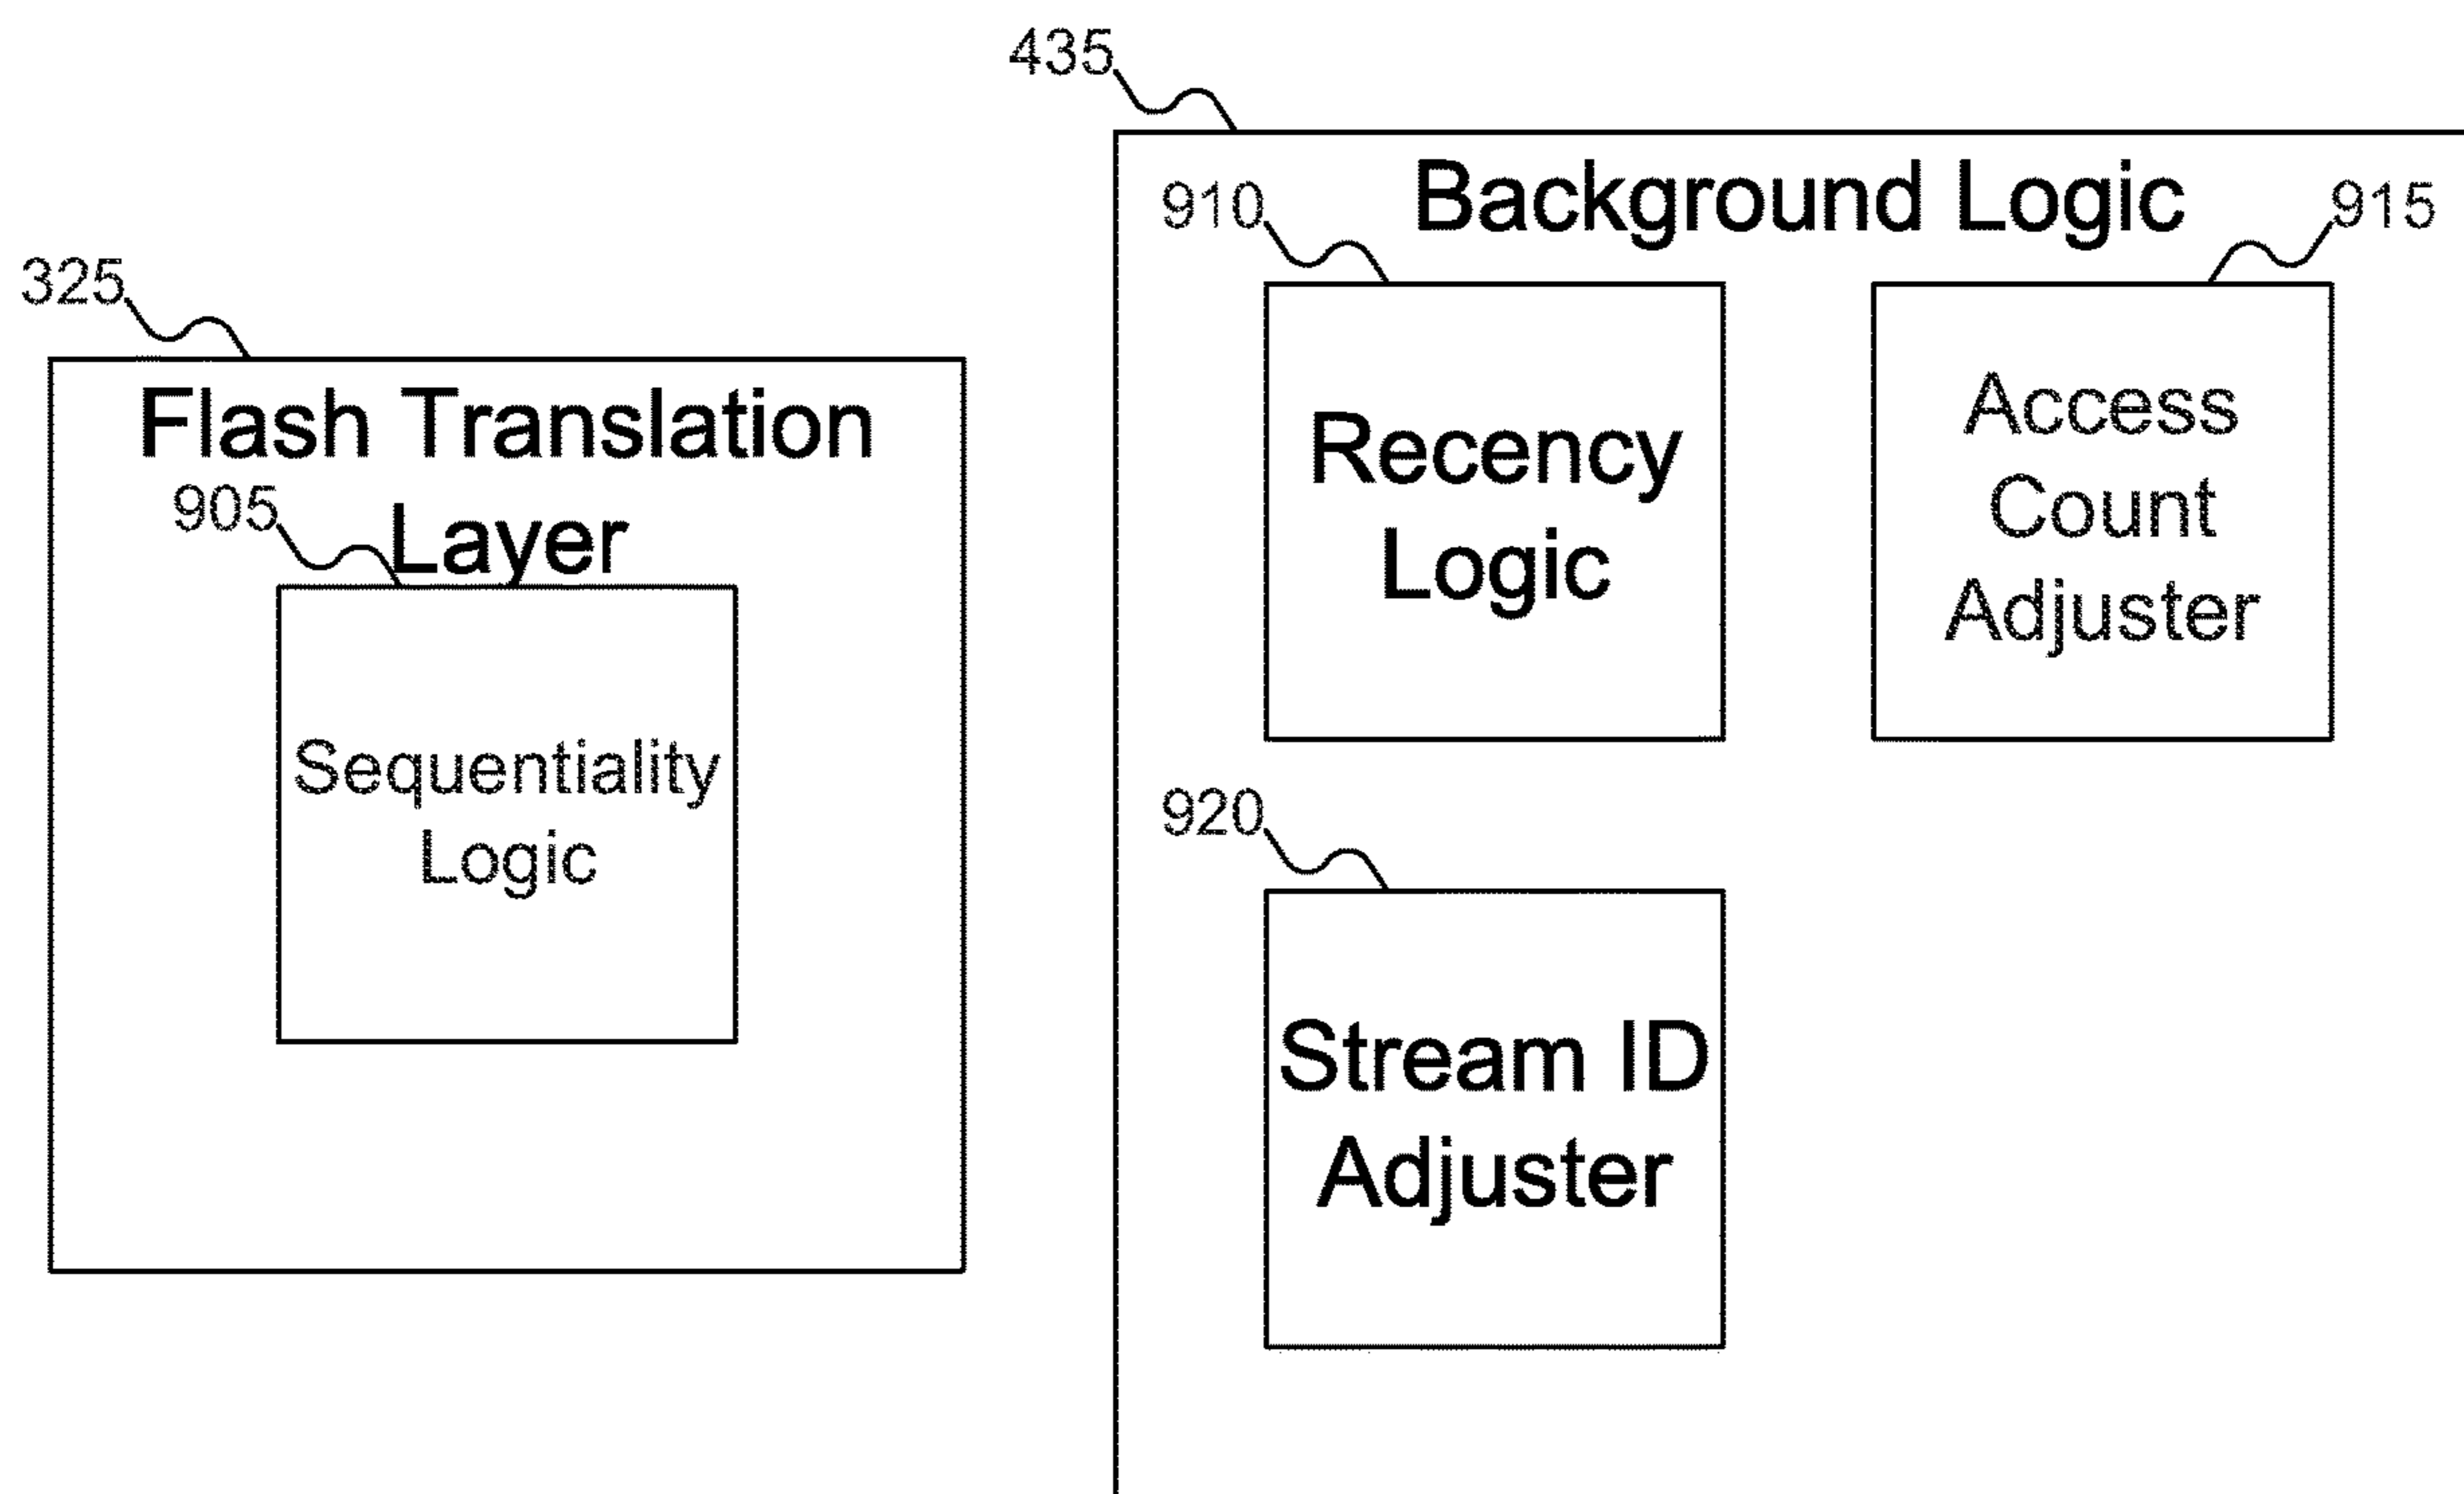 325
Flash Translation
Layer
905
Sequentiality
Logic
435
Background Logic
910
Recency
Logic
915
Access
Count
Adjuster
920
Stream ID
Adjuster